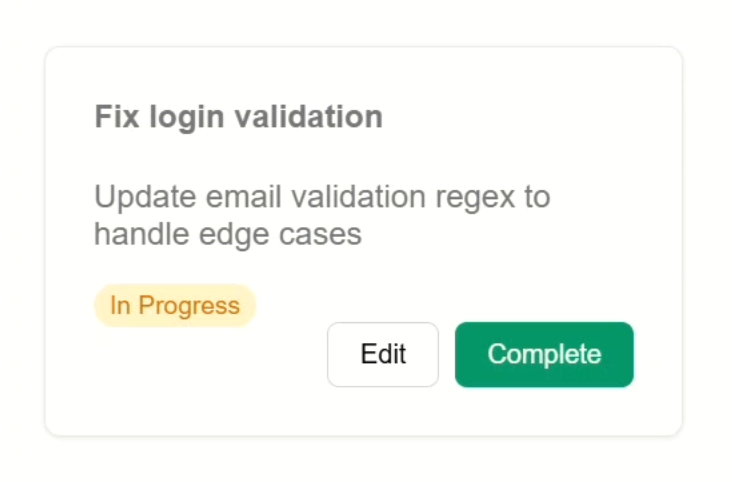 Fix login validation
Update email validation regex to
handle edge cases
In Progress
Edit Complete